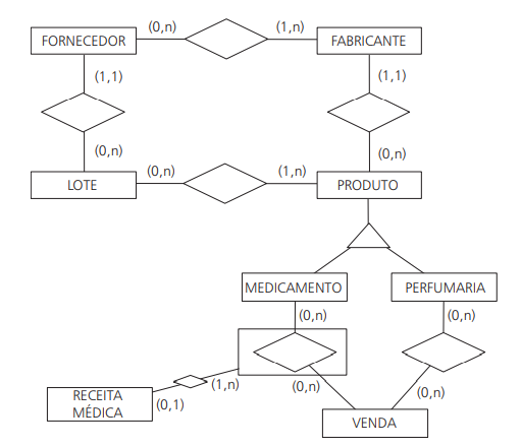 FORNECEDOR (0,n) (1,n) FABRICANTE
(1,1) (1,1)
(0,n) (0,n)
LOTE (0,n) (1,n) PRODUTO
MEDICAMENTO PERFUMARIA
(0,n) (0,n)
(1,n) (0,n) (0,n)
RECEITA
MÉDICA (0,1)
VENDA